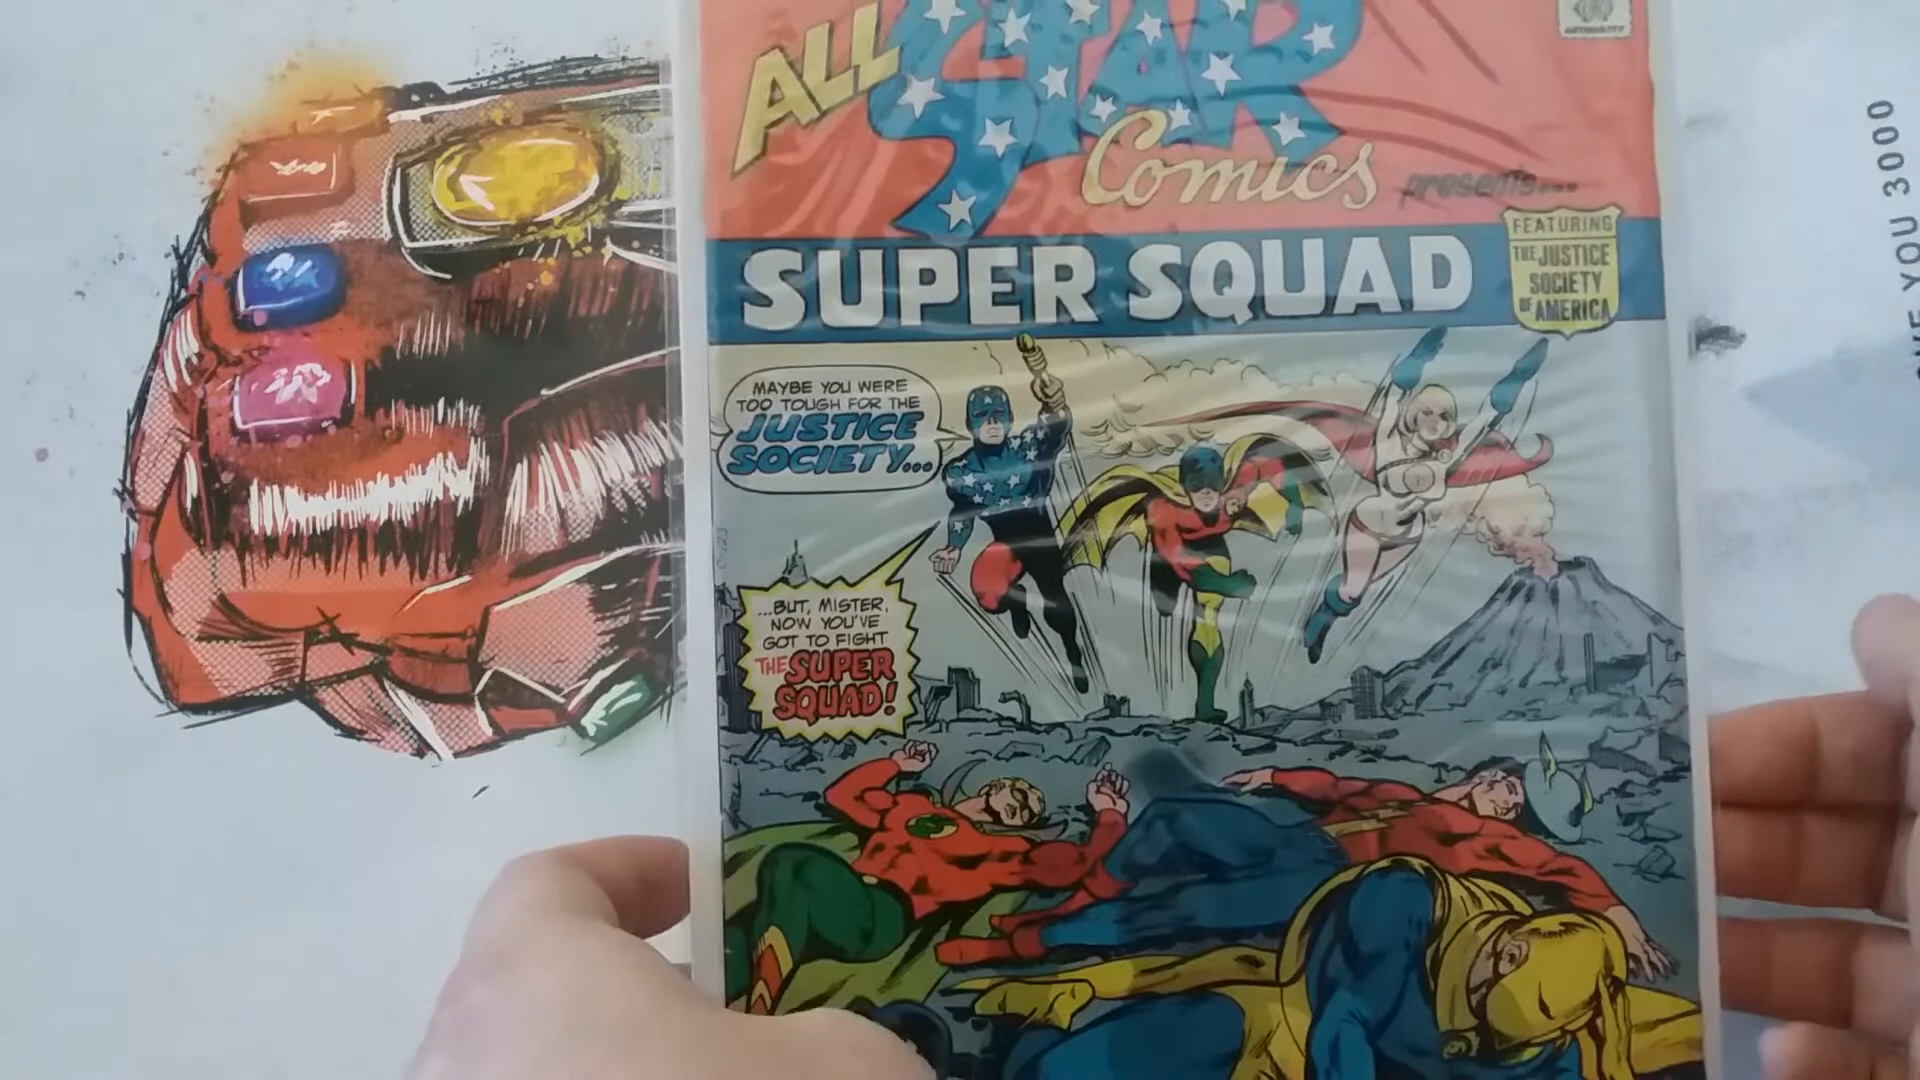 ALL STAR
Comics presents...
SUPER SQUAD
FEATURING
THE JUSTICE
SOCIETY
OF AMERICA
MAYBE YOU WERE
TOO TOUGH FOR THE
JUSTICE
SOCIETY...
...BUT, MISTER,
NOW YOU'VE
GOT TO FIGHT
THE SUPER
SQUAD!
YOU 3000